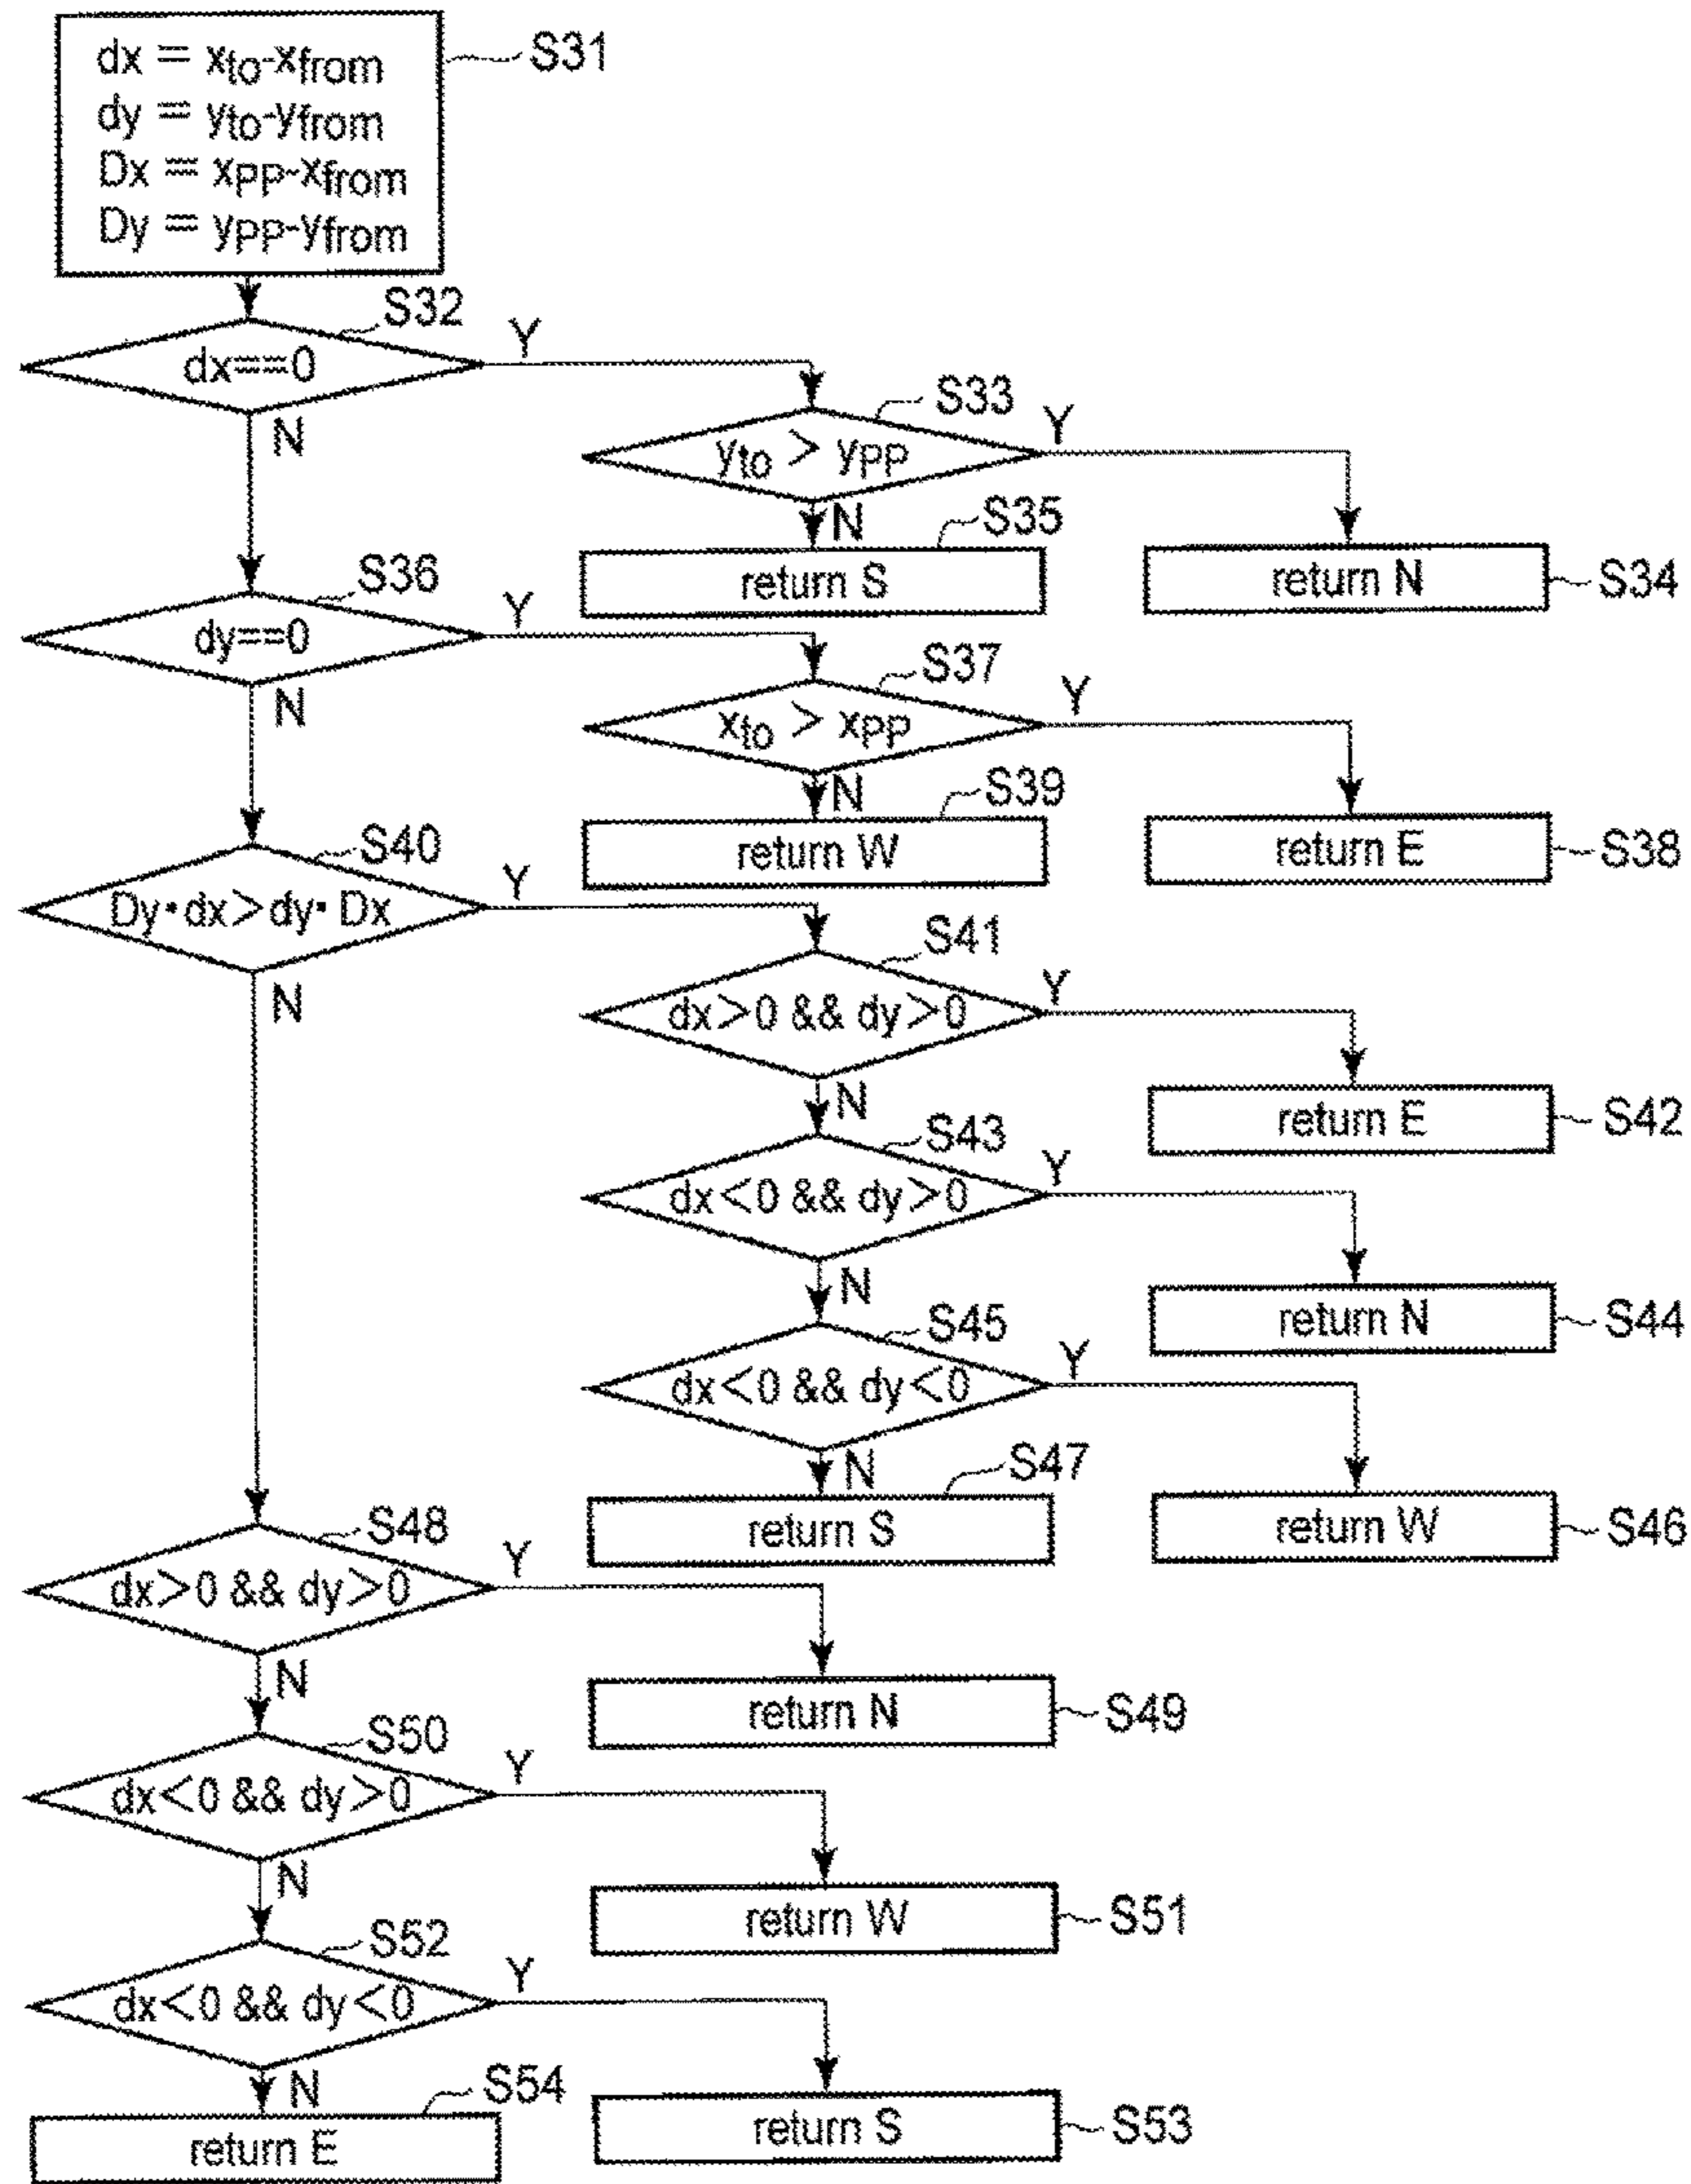 dx = xto-xfrom
dy = yto-yfrom
Dx = xPP-xfrom
Dy = yPP-yfrom
S31
S32
dx==0
Y
N
S33
yto > yPP
Y
N
S35
return S
return N
S34
S36
dy==0
Y
N
S37
xto > xPP
Y
N
S39
return W
return E
S38
S40
Dy・dx>dy・Dx
Y
N
S41
dx>0 && dy>0
Y
N
return E
S42
S43
dx<0 && dy>0
Y
N
return N
S44
S45
dx<0 && dy<0
Y
N
S47
return S
return W
S46
S48
dx>0 && dy>0
Y
N
return N
S49
S50
dx<0 && dy>0
Y
N
return W
S51
S52
dx<0 && dy<0
Y
N
S54
return E
return S
S53